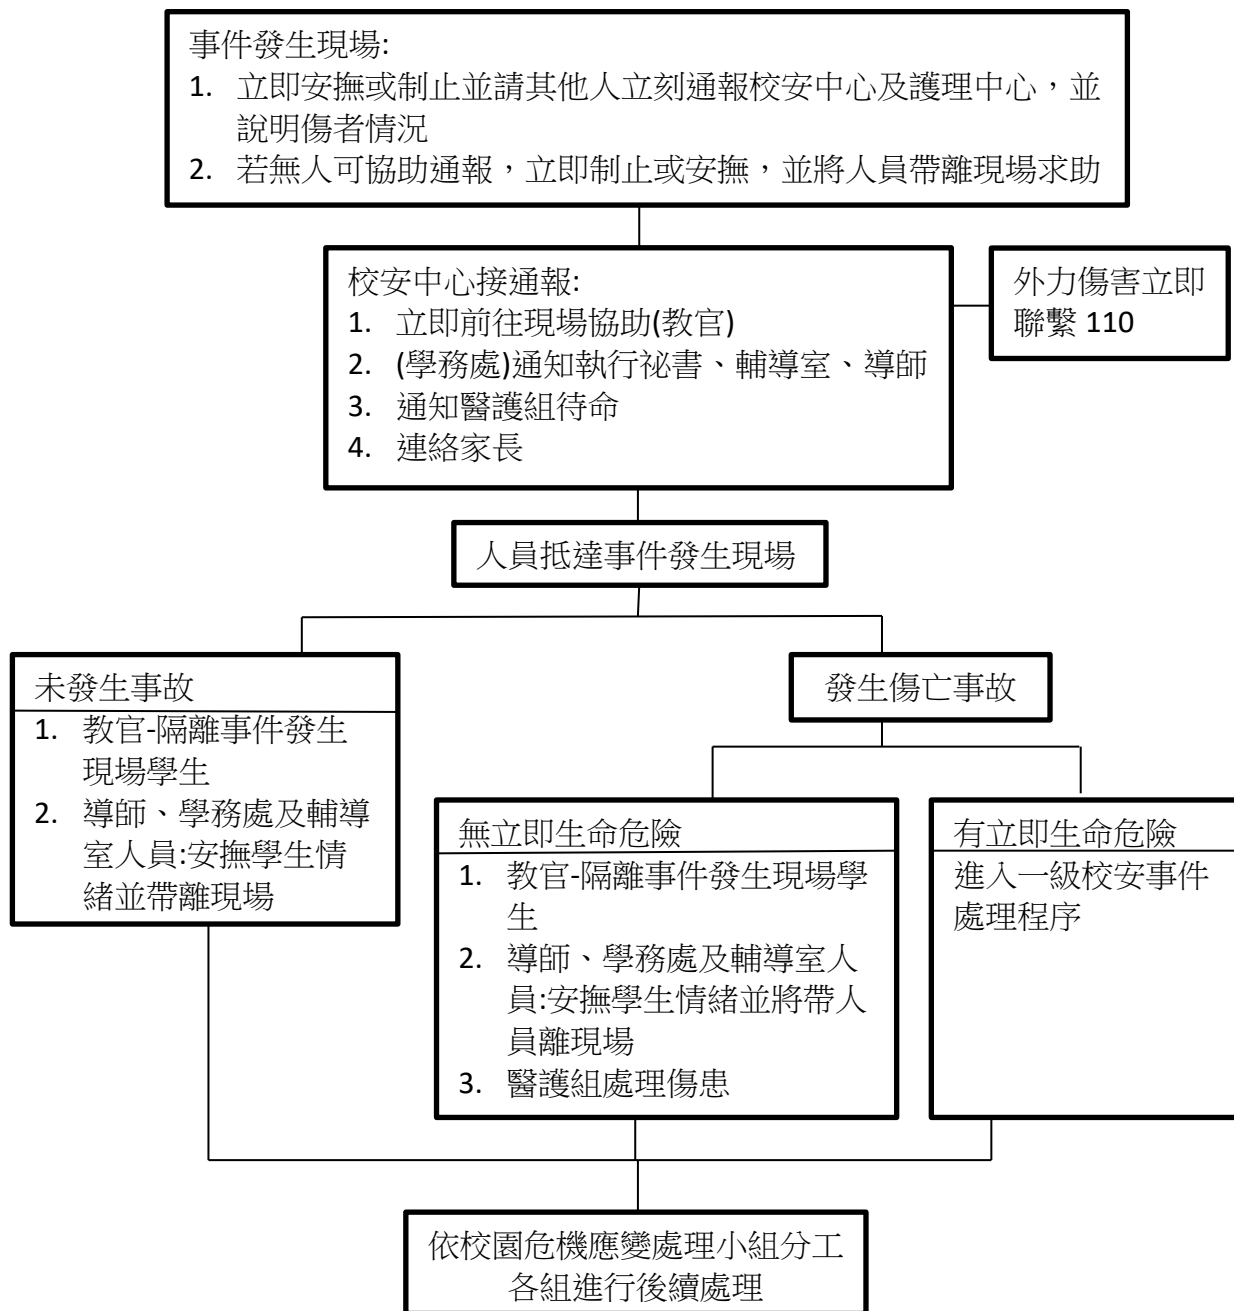 事件發生現場:
1. 立即安撫或制止並請其他人立刻通報校安中心及護理中心，並
說明傷者情況
2. 若無人可協助通報，立即制止或安撫，並將人員帶離現場求助
校安中心接通報:
1. 立即前往現場協助(教官)
2. (學務處)通知執行祕書、輔導室、導師
3. 通知醫護組待命
4. 連絡家長
外力傷害立即
聯繫 110
人員抵達事件發生現場
未發生事故
1. 教官-隔離事件發生
現場學生
2. 導師、學務處及輔導
室人員:安撫學生情
緒並帶離現場
發生傷亡事故
無立即生命危險
1. 教官-隔離事件發生現場學
生
2. 導師、學務處及輔導室人
員:安撫學生情緒並將帶人
員離現場
3. 醫護組處理傷患
有立即生命危險
進入一級校安事件
處理程序
依校園危機應變處理小組分工
各組進行後續處理